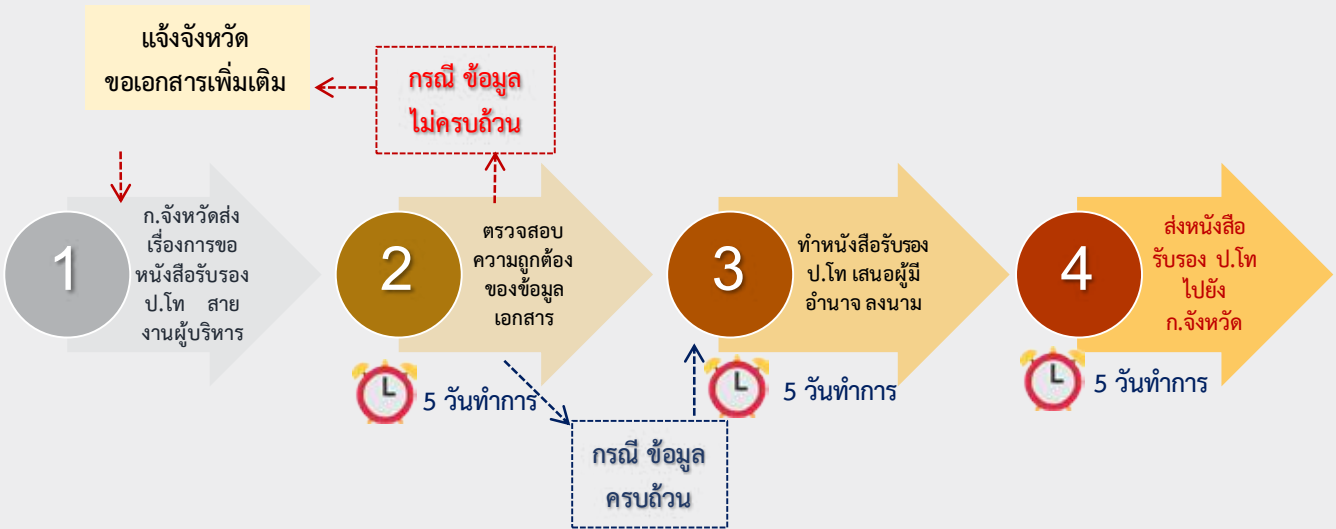 แจ้งจังหวัด
ขอเอกสารเพิ่มเติม
กรณี ข้อมูล
ไม่ครบถ้วน
1
ก.จังหวัดส่ง
เรื่องการขอ
หนังสือรับรอง
ป.โท สาย
งานผู้บริหาร
2
ตรวจสอบ
ความถูกต้อง
ของข้อมูล
เอกสาร
5 วันทำการ
กรณี ข้อมูล
ครบถ้วน
3
ทำหนังสือรับรอง
ป.โท เสนอผู้มี
อำนาจ ลงนาม
5 วันทำการ
4
ส่งหนังสือ
รับรอง ป.โท
ไปยัง
ก.จังหวัด
5 วันทำการ